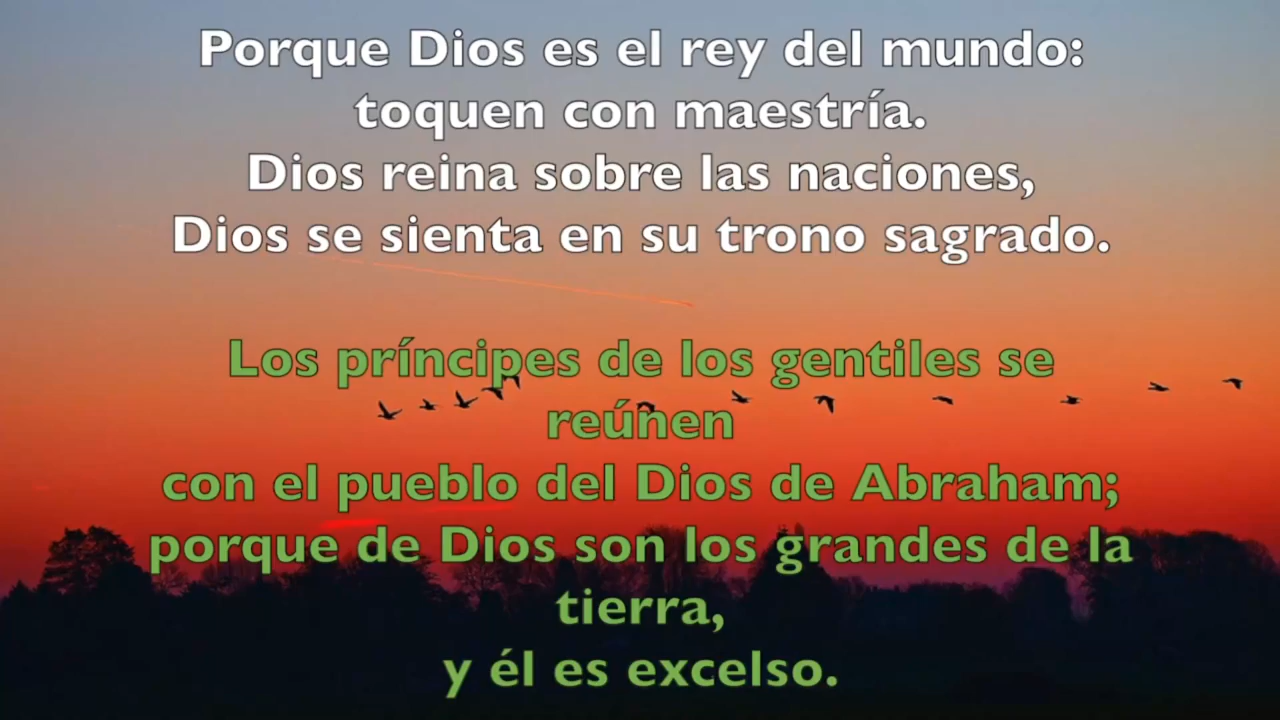 Porque Dios es el rey del mundo:
toquen con maestría.
Dios reina sobre las naciones,
Dios se sienta en su trono sagrado.
Los príncipes de los gentiles se
reúnen
con el pueblo del Dios de Abraham;
porque de Dios son los grandes de la
tierra,
y él es excelso.